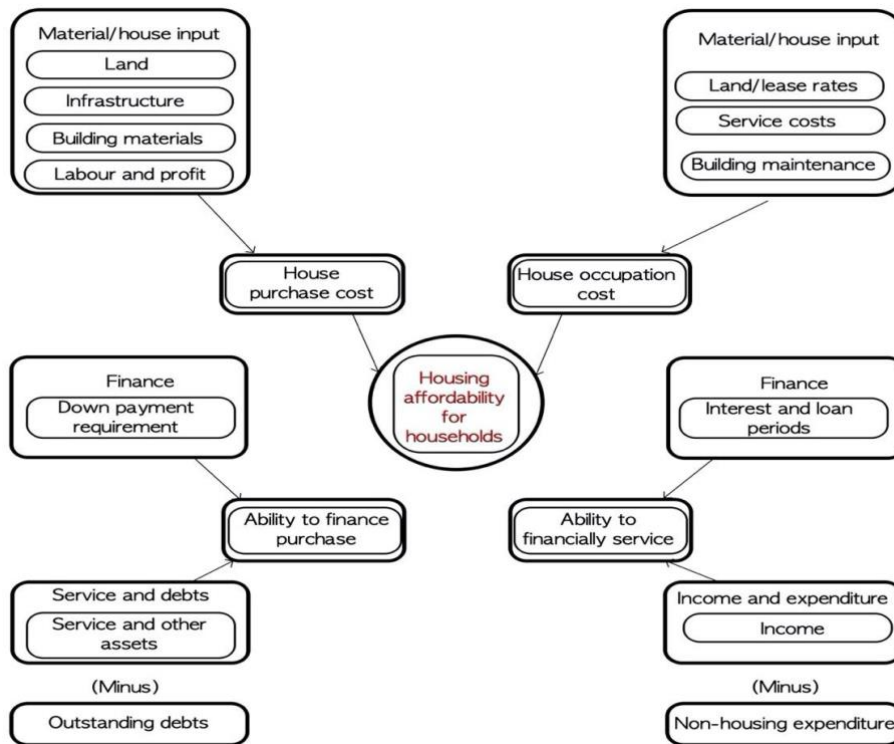 Material/house input
Land
Infrastructure
Building materials
Labour and profit
Material/house input
Land/lease rates
Service costs
Building maintenance
House
purchase cost
House occupation
cost
Housing
affordability
for
households
Finance
Down payment
requirement
Finance
Interest and loan
periods
Ability to finance
purchase
Ability to
financially service
Service and debts
Service and other
assets
(Minus)
Outstanding debts
Income and expenditure
Income
(Minus)
Non-housing expenditure